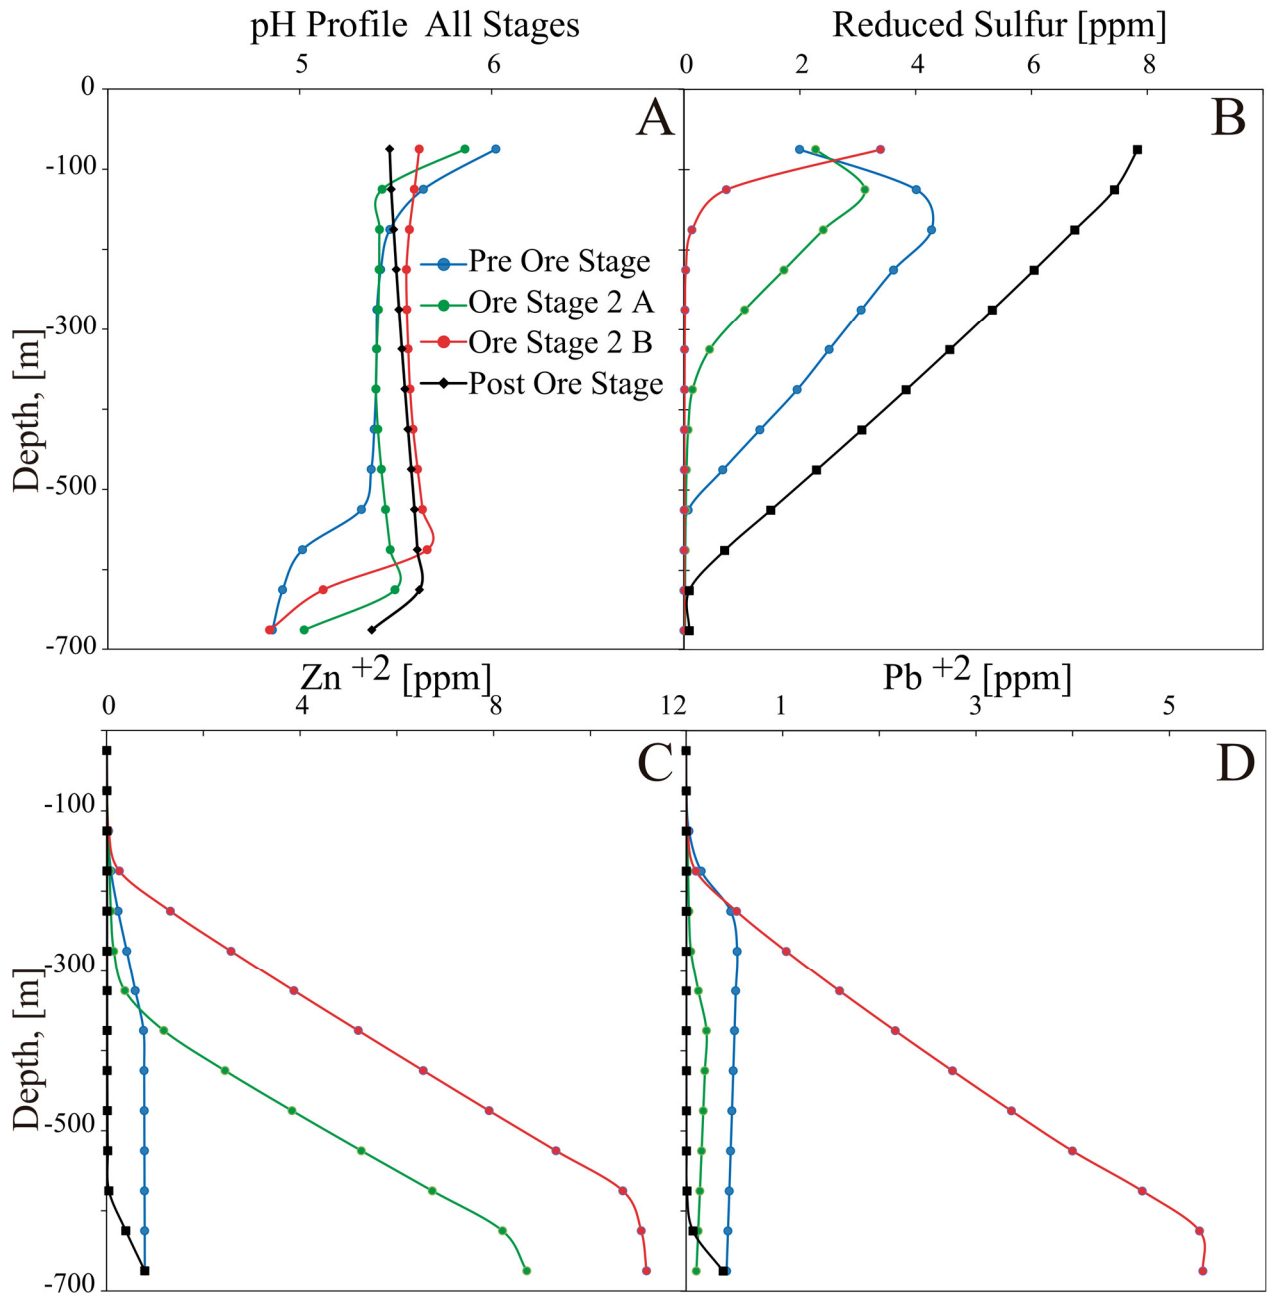 pH Profile All Stages
Reduced Sulfur [ppm]
5 6
0 2 4 6 8
0
A
B
-100
Pre Ore Stage
Ore Stage 2 A
-300
Ore Stage 2 B
Post Ore Stage
Depth, [m]
-500
-700
Zn +2 [ppm]
Pb +2 [ppm]
0 4 8 12
1 3 5
C
D
-100
-300
Depth, [m]
-500
-700